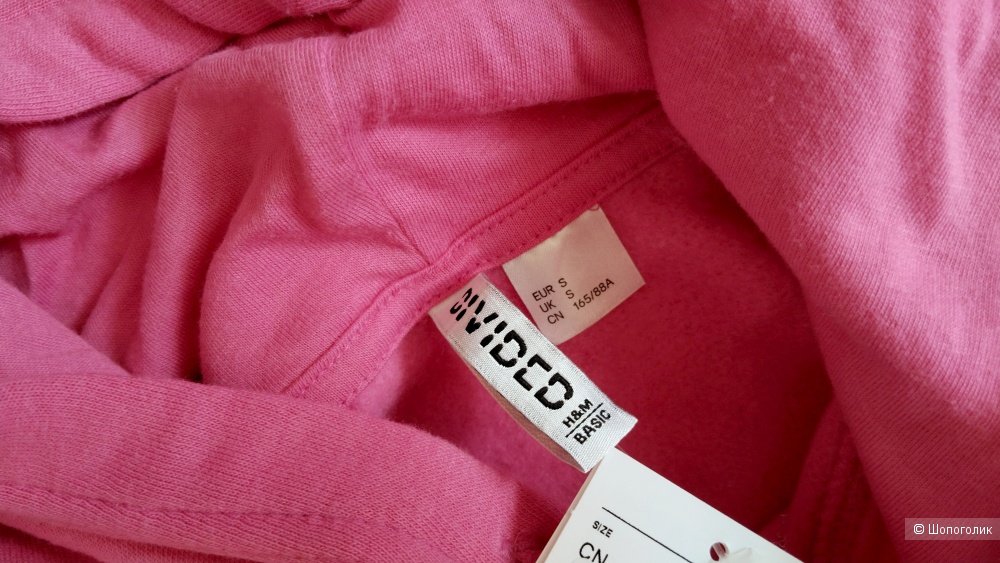 EUR S
UK S
CN 165/88A
DIVIDED
H&M
BASIC
SIZE
CN
© Шопоголик